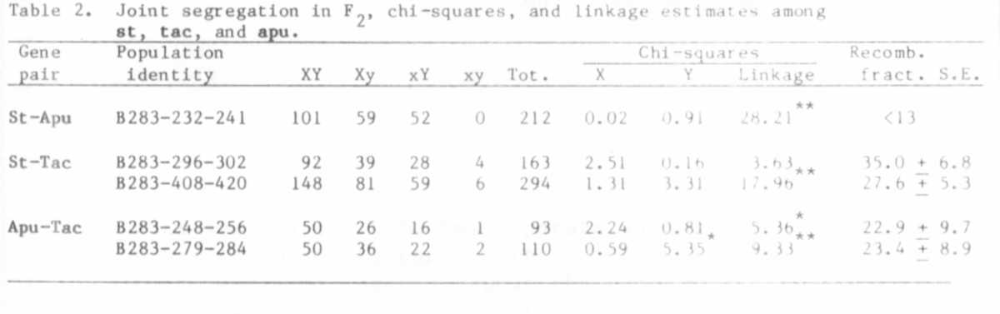 Table 2. Joint segregation in F2, chi-squares, and linkage estimates among
st, tac, and apu.
Gene Population Chi-squares Recomb.
pair identity XY Xy xY xy Tot. X Y Linkage fract. S.E.
St-Apu B283-232-241 101 59 52 0 212 0.02 0.91 28.21** <13
St-Tac B283-296-302 92 39 28 4 163 2.51 0.16 3.63 35.0 ± 6.8
B283-408-420 148 81 59 6 294 1.31 3.31 17.96** 27.6 ± 5.3
Apu-Tac B283-248-256 50 26 16 1 93 2.24 0.81 5.36* 22.9 ± 9.7
B283-279-284 50 36 22 2 110 0.59 5.35* 9.33** 23.4 ± 8.9